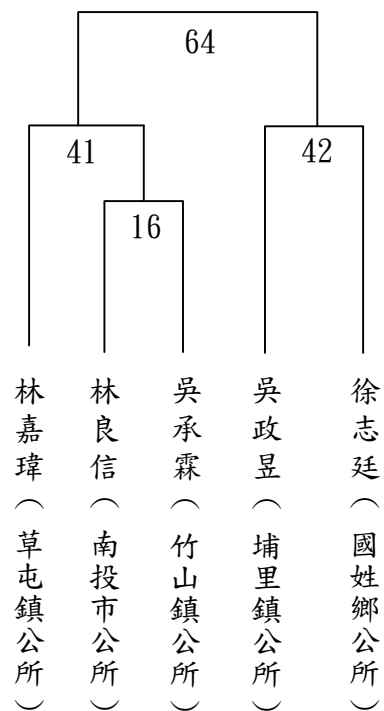 64
41
42
16
林嘉瑋（草屯鎮公所）
林良信（南投市公所）
吳承霖（竹山鎮公所）
吳政昱（埔里鎮公所）
徐志廷（國姓鄉公所）